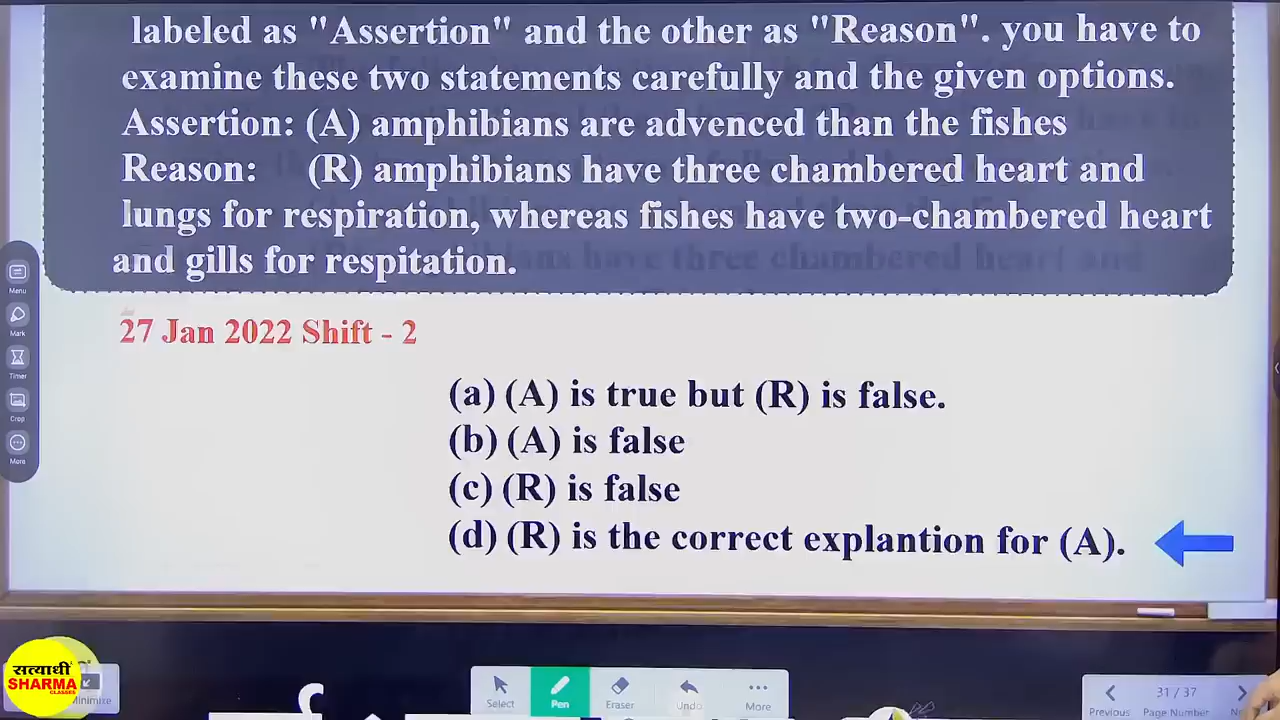 labeled as "Assertion" and the other as "Reason". you have to
examine these two statements carefully and the given options.
Assertion: (A) amphibians are advenced than the fishes
Reason: (R) amphibians have three chambered heart and
lungs for respiration, whereas fishes have two-chambered heart
and gills for respitation.
27 Jan 2022 Shift - 2
(a) (A) is true but (R) is false.
(b) (A) is false
(c) (R) is false
(d) (R) is the correct explantion for (A).
Menu
Mark
Timer
Crop
More
सत्यार्थी
SHARMA
CLASSES
Minimize
Select
Pen
Eraser
Undo
More
Previous
31 / 37
Page Number